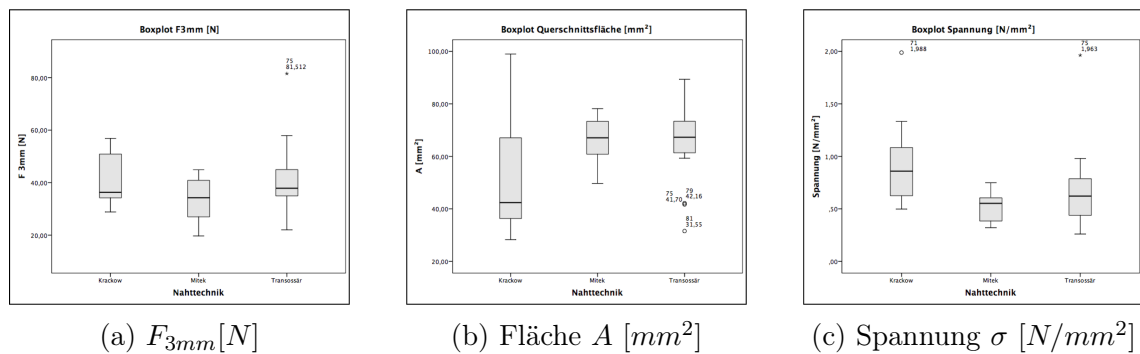 Boxplot F3mm [N]
F 3mm [N]
80,00
60,00
40,00
20,00
75
81,512
Krackow Mitek Transossär
Nahttechnik
(a) F3mm[N]
Boxplot Querschnittsfläche [mm²]
A [mm²]
100,00
80,00
60,00
40,00
20,00
75
41,70
79
42,16
81
31,55
Krackow Mitek Transossär
Nahttechnik
(b) Fläche A [mm²]
Boxplot Spannung [N/mm²]
Spannung [N/mm²]
2,00
1,50
1,00
,50
,00
71
1,988
75
1,963
Krackow Mitek Transossär
Nahttechnik
(c) Spannung σ [N/mm²]